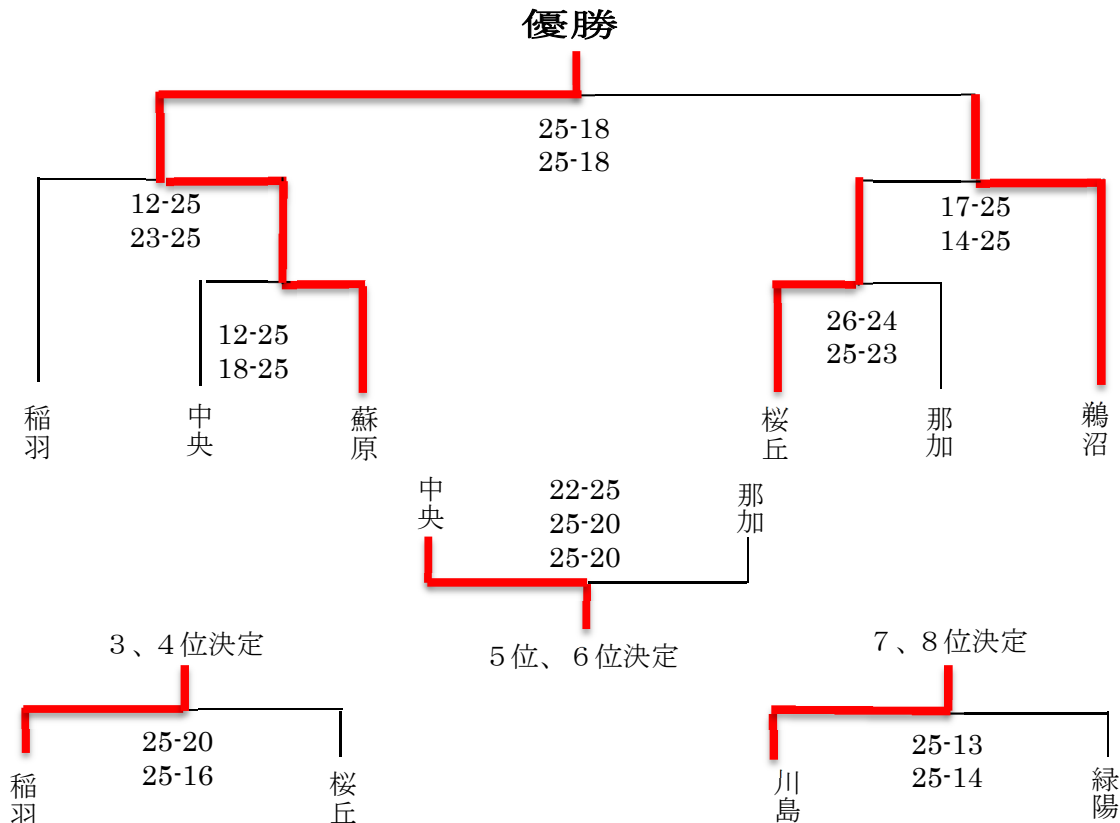 優勝
25-18
25-18
12-25
23-25
17-25
14-25
12-25
18-25
26-24
25-23
稲羽
中央
蘇原
桜丘
那加
鵜沼
中央
22-25
25-20
25-20
那加
3、4位決定
5位、6位決定
7、8位決定
稲羽
25-20
25-16
桜丘
川島
25-13
25-14
緑陽